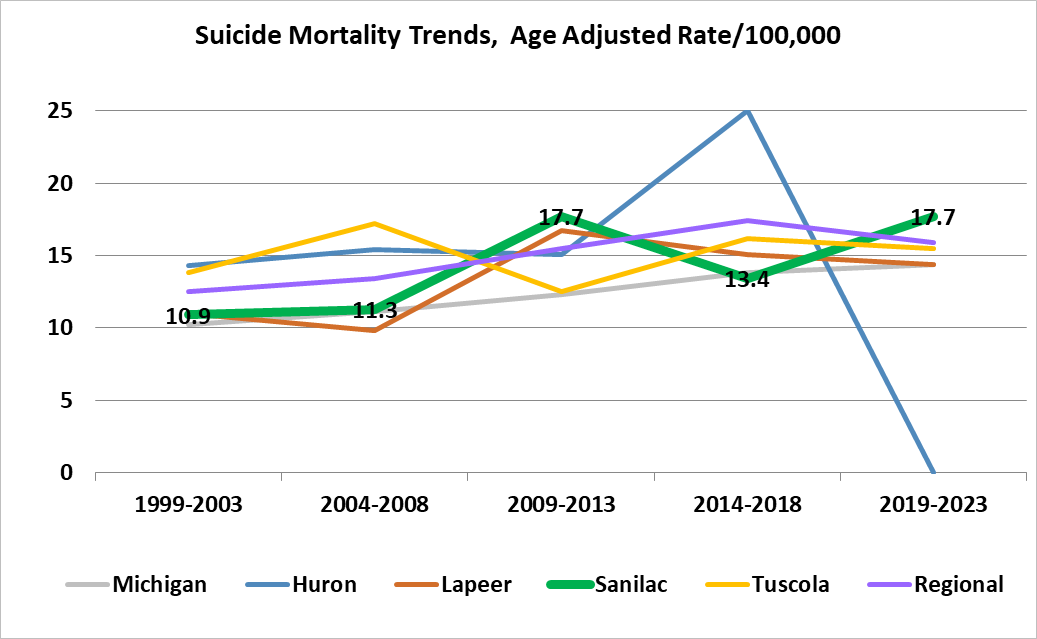 Suicide Mortality Trends,  Age Adjusted Rate/100,000
25
20
15
10
5
0
17.7
17.7
13.4
10.9
11.3
1999-2003
2004-2008
2009-2013
2014-2018
2019-2023
Michigan
Huron
Lapeer
Sanilac
Tuscola
Regional